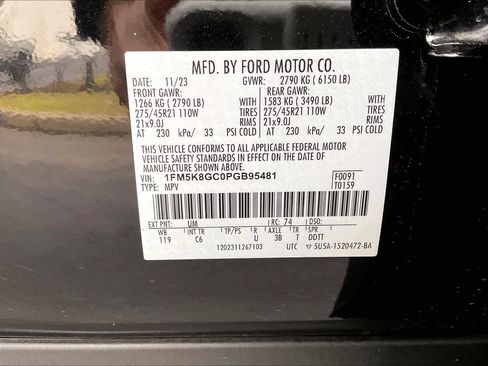 MFD. BY FORD MOTOR CO.
DATE: 11/23 GVWR: 2790 KG ( 6150 LB)
FRONT GAWR: REAR GAWR:
1266 KG ( 2790 LB) WITH 1583 KG ( 3490 LB) WITH
275/45R21 110W TIRES 275/45R21 110W TIRES
21x9.0J RIMS 21x9.0J RIMS
AT 230 kPa/ 33 PSI COLD AT 230 kPa/ 33 PSI COLD
THIS VEHICLE CONFORMS TO ALL APPLICABLE FEDERAL MOTOR
VEHICLE SAFETY STANDARDS IN EFFECT ON THE DATE OF MANUFACTURE
SHOWN ABOVE.
VIN: 1FM5K8GC0PGB95481 F0091
TYPE: MPV T0159
EXT PNT: UM RC: 74 DSO:
WB INT TR TP/PS R AXLE TR SPR
119 C6 U 3B T DDTT
1202311267103 UTC ▽ 5U5A-1520472-BA